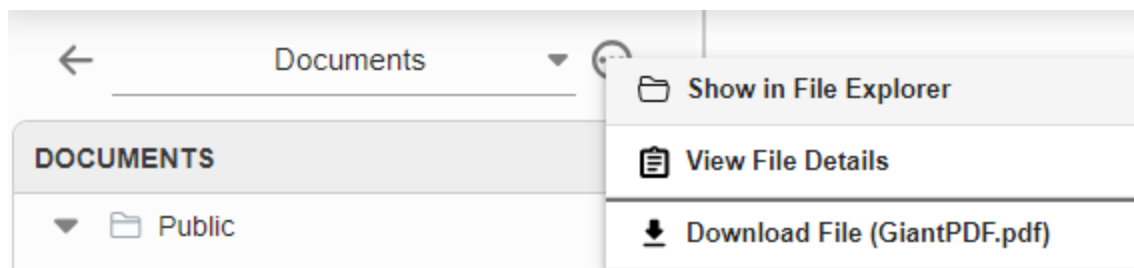 Documents
Show in File Explorer
DOCUMENTS
View File Details
Public
Download File (GiantPDF.pdf)